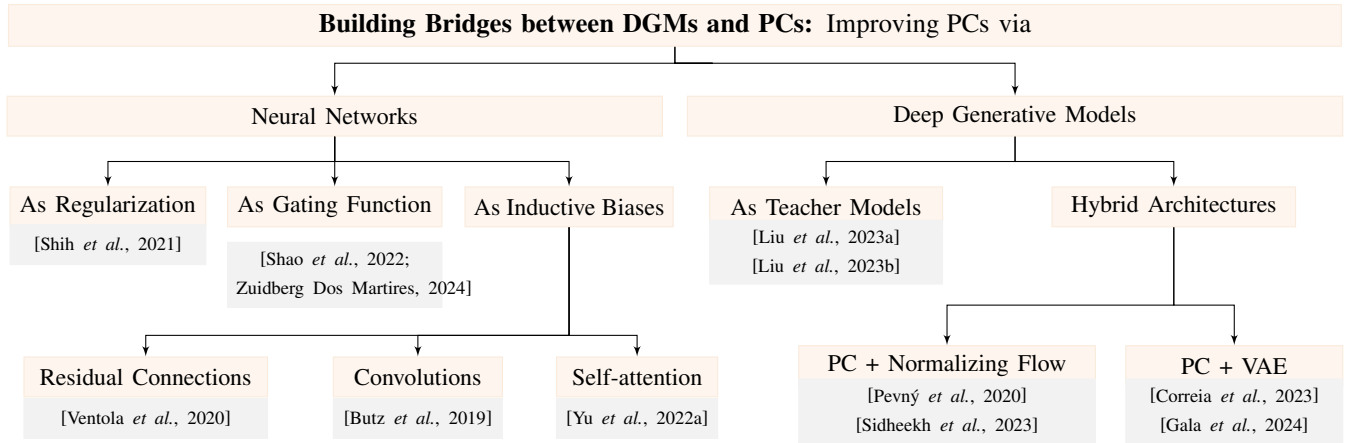 Building Bridges between DGMs and PCs: Improving PCs via
Neural Networks
Deep Generative Models
As Regularization
[Shih et al., 2021]
As Gating Function
[Shao et al., 2022;
Zuidberg Dos Martires, 2024]
As Inductive Biases
As Teacher Models
[Liu et al., 2023a]
[Liu et al., 2023b]
Hybrid Architectures
Residual Connections
[Ventola et al., 2020]
Convolutions
[Butz et al., 2019]
Self-attention
[Yu et al., 2022a]
PC + Normalizing Flow
[Pevný et al., 2020]
[Sidheekh et al., 2023]
PC + VAE
[Correia et al., 2023]
[Gala et al., 2024]